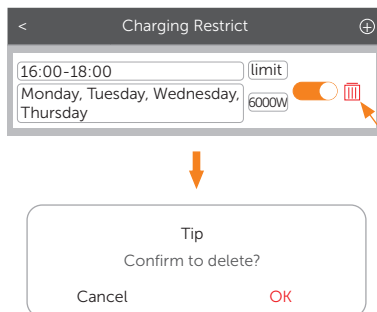 < Charging Restrict ⊕
16:00-18:00 limit
Monday, Tuesday, Wednesday, 6000W
Thursday
Tip
Confirm to delete?
Cancel OK